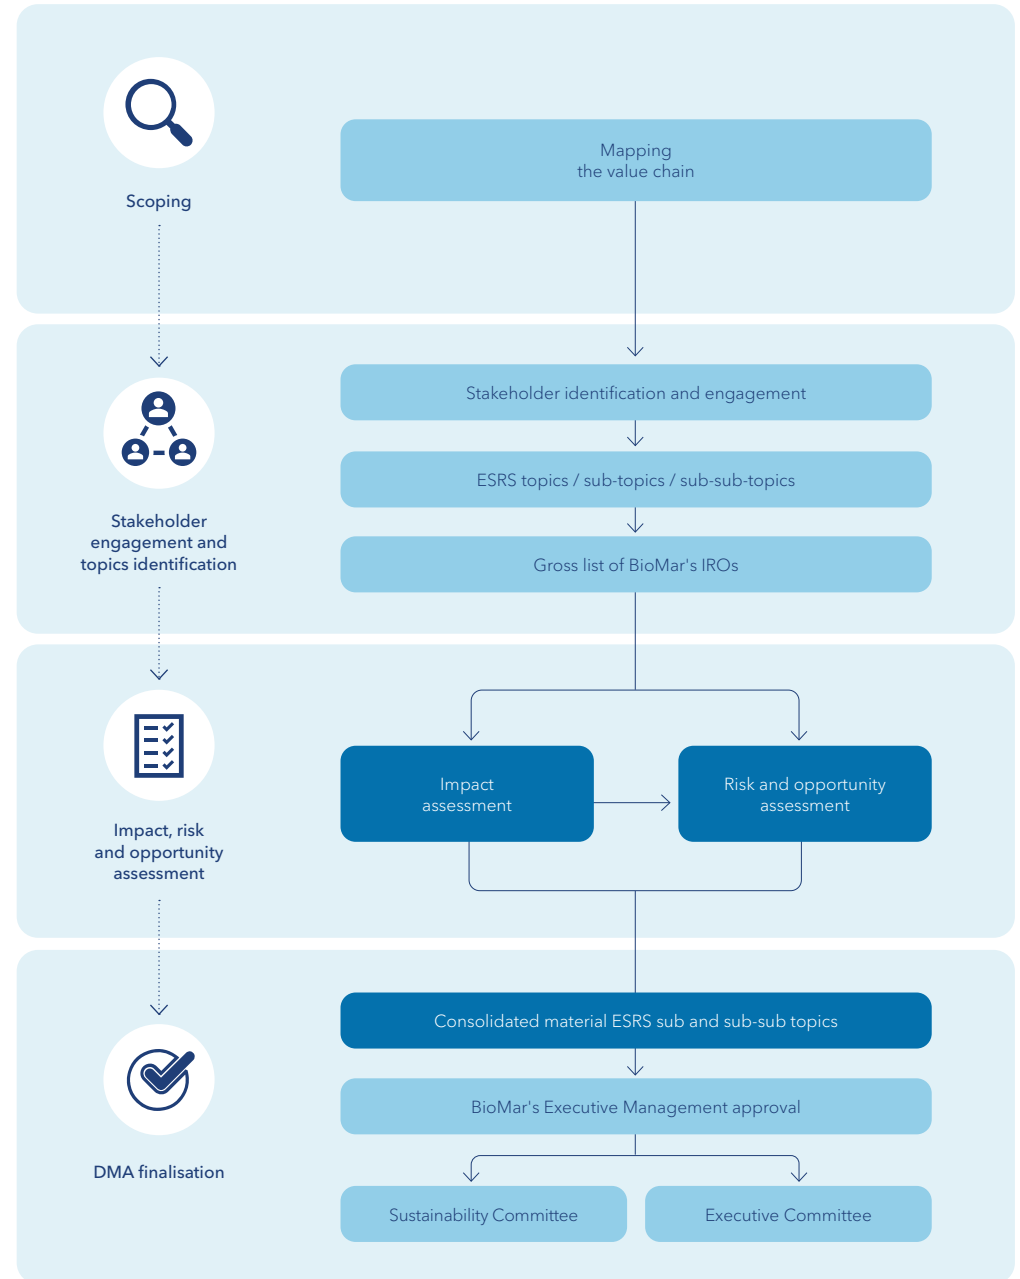 Scoping
Mapping
the value chain
Stakeholder
engagement and
topics identification
Stakeholder identification and engagement
ESRS topics / sub-topics / sub-sub-topics
Gross list of BioMar's IROs
Impact, risk
and opportunity
assessment
Impact
assessment
Risk and opportunity
assessment
DMA finalisation
Consolidated material ESRS sub and sub-sub topics
BioMar's Executive Management approval
Sustainability Committee
Executive Committee